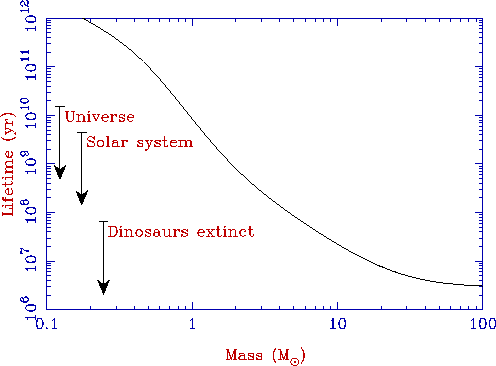 10¹²
10¹¹
10¹⁰
10⁹
10⁸
10⁷
10⁶
Lifetime (yr)
Universe
Solar system
Dinosaurs extinct
0.1 1 10 100
Mass (M☉)